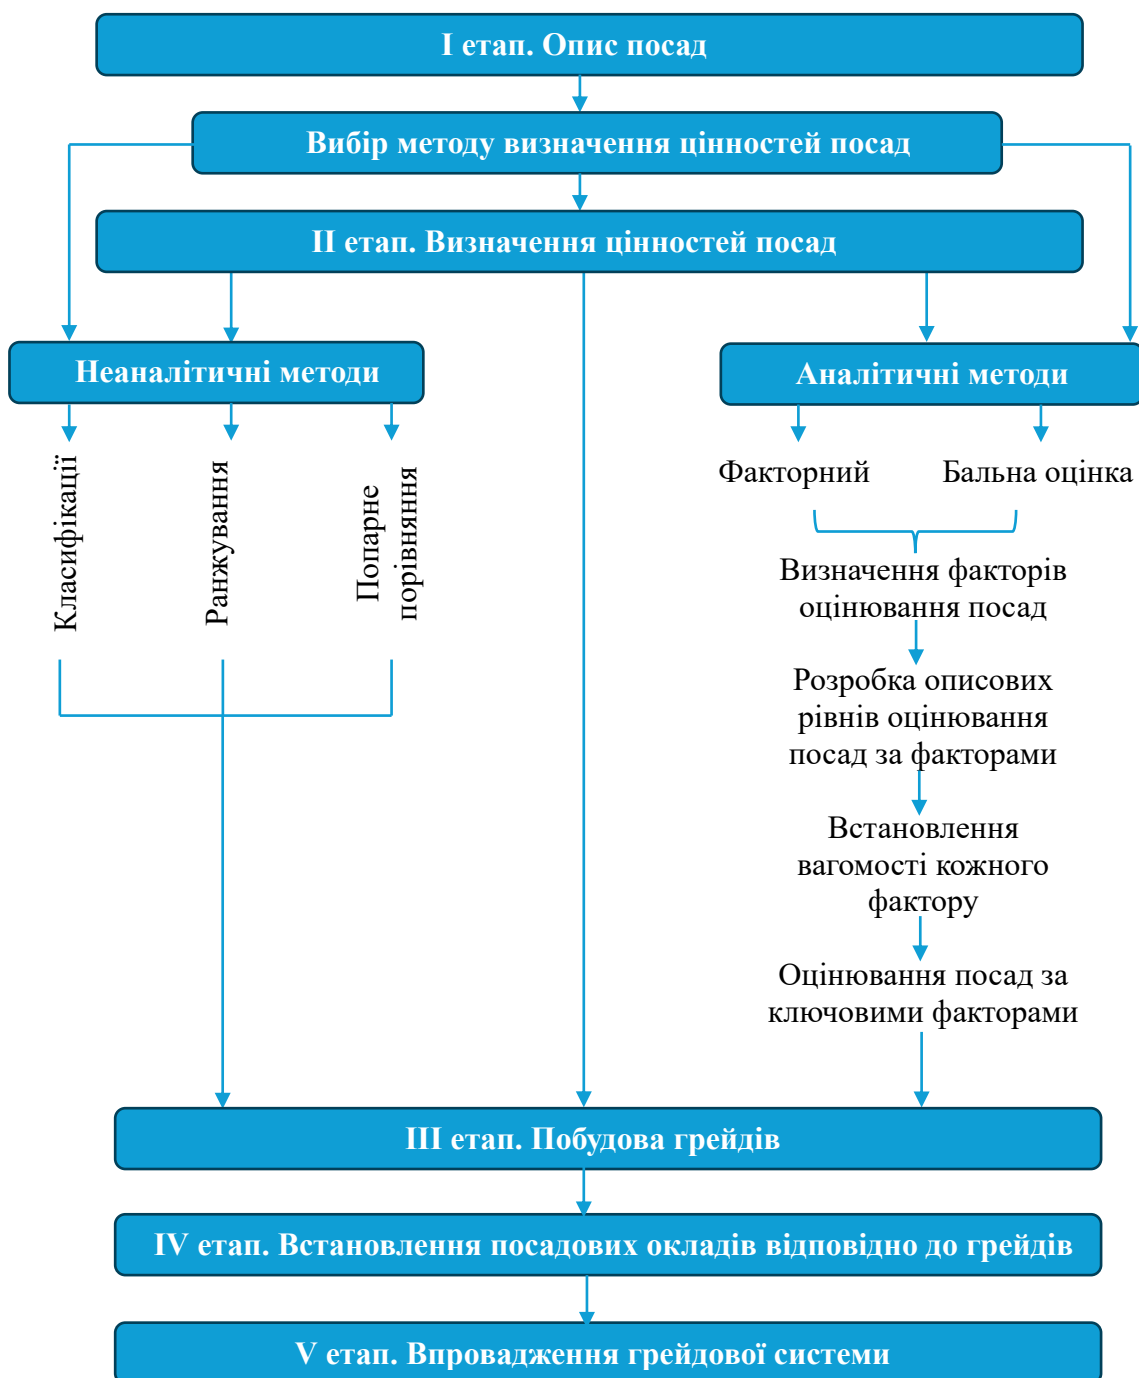 I етап. Опис посад
Вибір методу визначення цінностей посад
II етап. Визначення цінностей посад
Неаналітичні методи
Аналітичні методи
Класифікації
Ранжування
Попарне
порівняння
Факторний
Бальна оцінка
Визначення факторів
оцінювання посад
Розробка описових
рівнів оцінювання
посад за факторами
Встановлення
вагомості кожного
фактору
Оцінювання посад за
ключовими факторами
III етап. Побудова грейдів
IV етап. Встановлення посадових окладів відповідно до грейдів
V етап. Впровадження грейдової системи